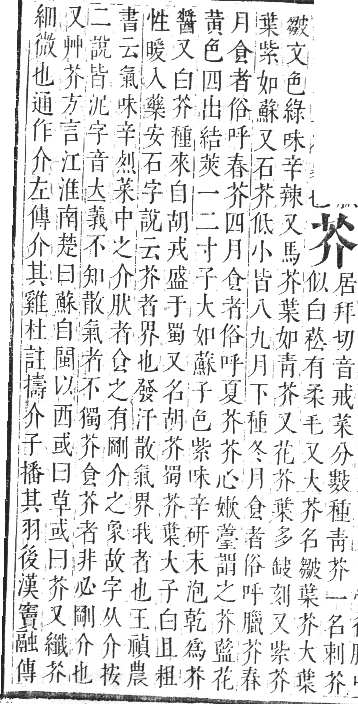 芥
居拜切音戒菜分數種靑芥一名刺芥
似白菘有柔毛又大芥名皺葉芥大葉
皺文色綠味辛辣又馬芥葉如靑芥又花芥葉多缺刻又紫芥
葉紫如蘇又石芥低小皆八九月下種冬月食者俗呼臘芥春
月食者俗呼春芥四月食者俗呼夏芥芥心嫩薹謂之芥藍花
黃色四出結莢一二寸子大如蘇子色紫味辛硏末泡乾爲芥
醬又白芥種來自胡戎盛于蜀又名胡芥蜀芥葉大子白且粗
性暖入藥安石字說云芥者界也發汗散氣界我者也王禎農
書云氣味辛烈菜中之介肰者食之有剛介之象故字从介按
二說皆泥字音大義不知散氣者不獨芥食芥者非必剛介也
又艸芥方言江淮南楚曰蘇自關以西或曰草或曰芥又纖芥
細微也通作介左傳介其雞杜註擣介子播其羽後漢竇融傳